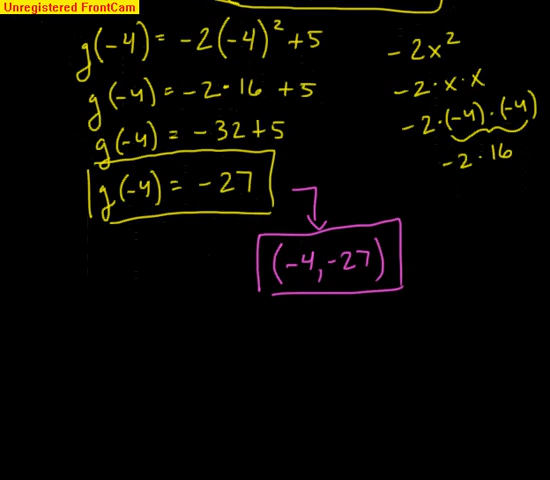 Unregistered FrontCam
g(-4) = -2(-4)² + 5
g(-4) = -2 · 16 + 5
g(-4) = -32 + 5
g(-4) = -27
(-4, -27)
-2x²
-2 · x · x
-2 · (-4) · (-4)
-2 · 16